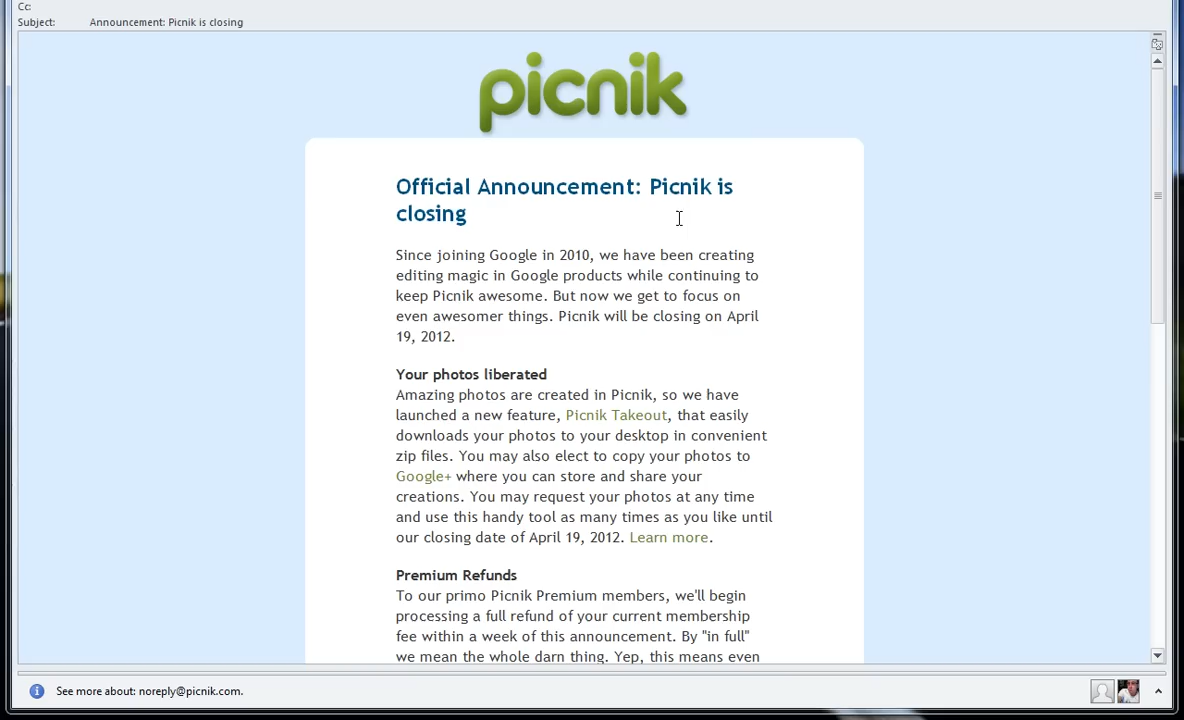 Cc:
Subject: Announcement: Picnik is closing
picnik
Official Announcement: Picnik is
closing
Since joining Google in 2010, we have been creating
editing magic in Google products while continuing to
keep Picnik awesome. But now we get to focus on
even awesomer things. Picnik will be closing on April
19, 2012.
Your photos liberated
Amazing photos are created in Picnik, so we have
launched a new feature, Picnik Takeout, that easily
downloads your photos to your desktop in convenient
zip files. You may also elect to copy your photos to
Google+ where you can store and share your
creations. You may request your photos at any time
and use this handy tool as many times as you like until
our closing date of April 19, 2012. Learn more.
Premium Refunds
To our primo Picnik Premium members, we'll begin
processing a full refund of your current membership
fee within a week of this announcement. By "in full"
we mean the whole darn thing. Yep, this means even
See more about: noreply@picnik.com.